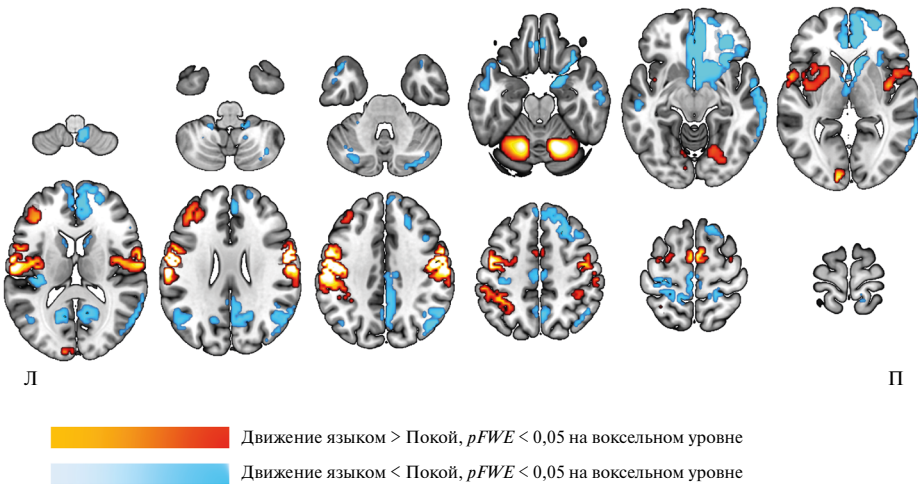 Л
П
Движение языком > Покой, pFWE < 0,05 на воксельном уровне
Движение языком < Покой, pFWE < 0,05 на воксельном уровне